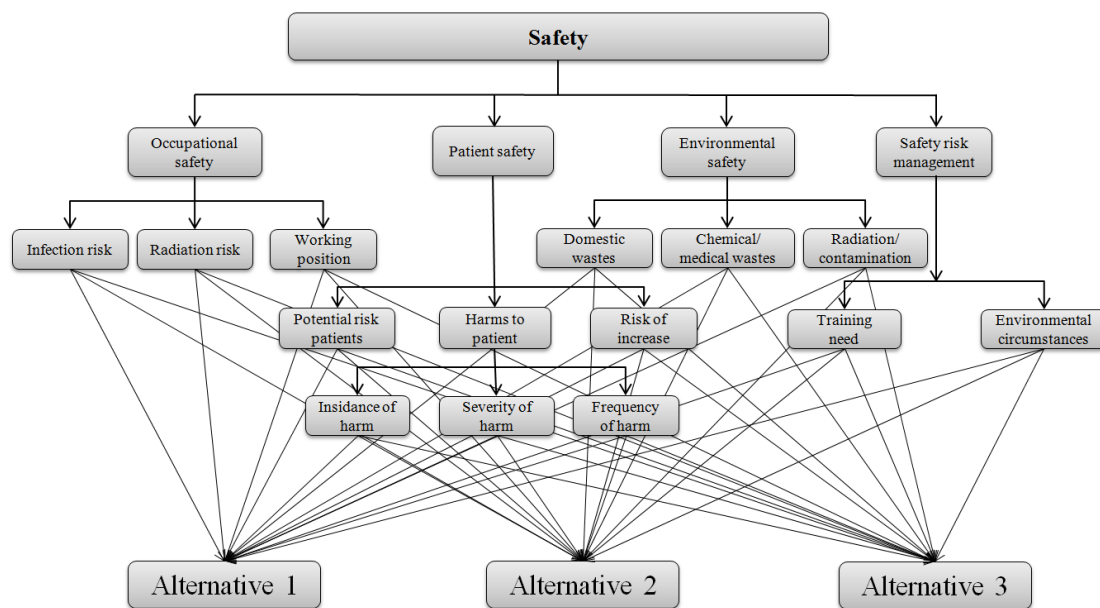 Safety
Occupational
safety
Patient safety
Environmental
safety
Safety risk
management
Infection risk
Radiation risk
Working
position
Domestic
wastes
Chemical/
medical wastes
Radiation/
contamination
Potential risk
patients
Harms to
patient
Risk of
increase
Training
need
Environmental
circumstances
Insidance of
harm
Severity of
harm
Frequency
of harm
Alternative 1
Alternative 2
Alternative 3